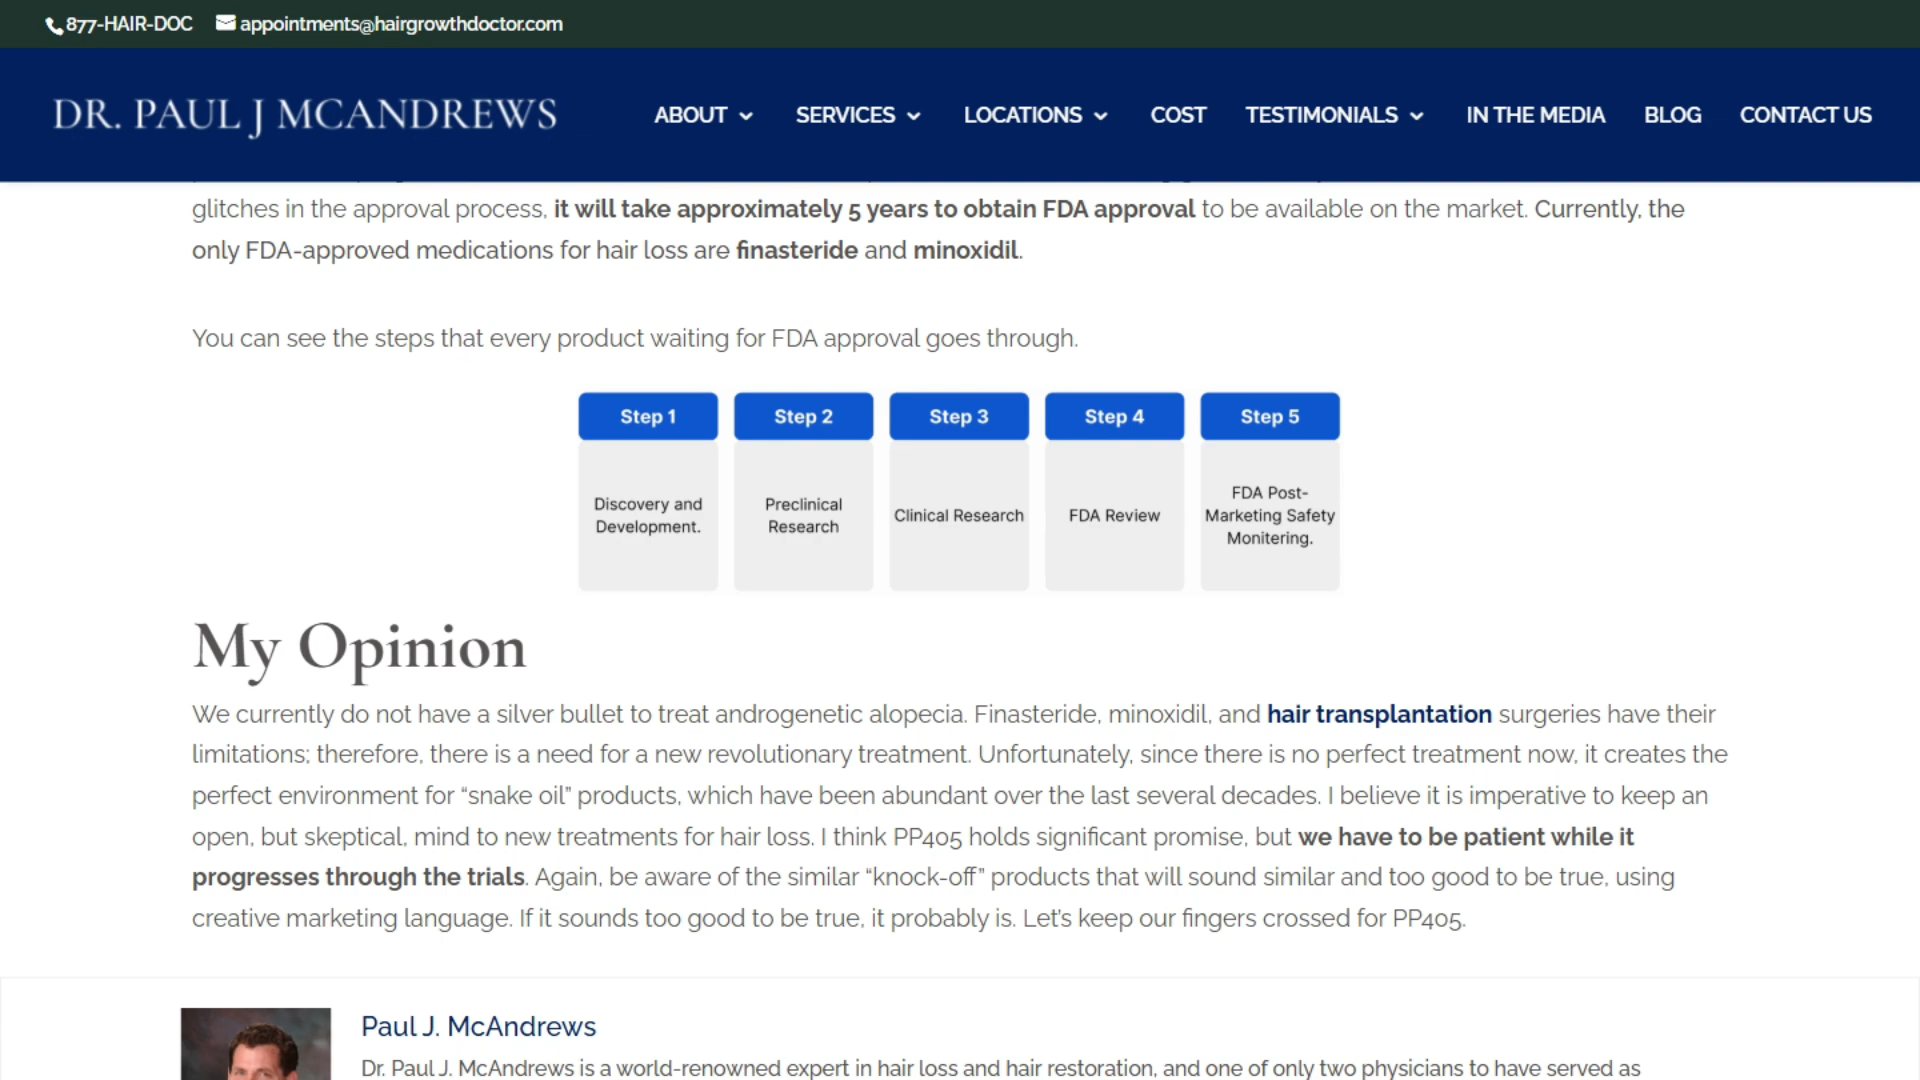 877-HAIR-DOC appointments@hairgrowthdoctor.com
DR. PAUL J MCANDREWS
ABOUT SERVICES LOCATIONS COST TESTIMONIALS IN THE MEDIA BLOG CONTACT US
glitches in the approval process, it will take approximately 5 years to obtain FDA approval to be available on the market. Currently, the
only FDA-approved medications for hair loss are finasteride and minoxidil.
You can see the steps that every product waiting for FDA approval goes through.
Step 1
Discovery and
Development.
Step 2
Preclinical
Research
Step 3
Clinical Research
Step 4
FDA Review
Step 5
FDA Post-
Marketing Safety
Monitering.
My Opinion
We currently do not have a silver bullet to treat androgenetic alopecia. Finasteride, minoxidil, and hair transplantation surgeries have their
limitations; therefore, there is a need for a new revolutionary treatment. Unfortunately, since there is no perfect treatment now, it creates the
perfect environment for “snake oil” products, which have been abundant over the last several decades. I believe it is imperative to keep an
open, but skeptical, mind to new treatments for hair loss. I think PP405 holds significant promise, but we have to be patient while it
progresses through the trials. Again, be aware of the similar “knock-off” products that will sound similar and too good to be true, using
creative marketing language. If it sounds too good to be true, it probably is. Let’s keep our fingers crossed for PP405.
Paul J. McAndrews
Dr. Paul J. McAndrews is a world-renowned expert in hair loss and hair restoration, and one of only two physicians to have served as